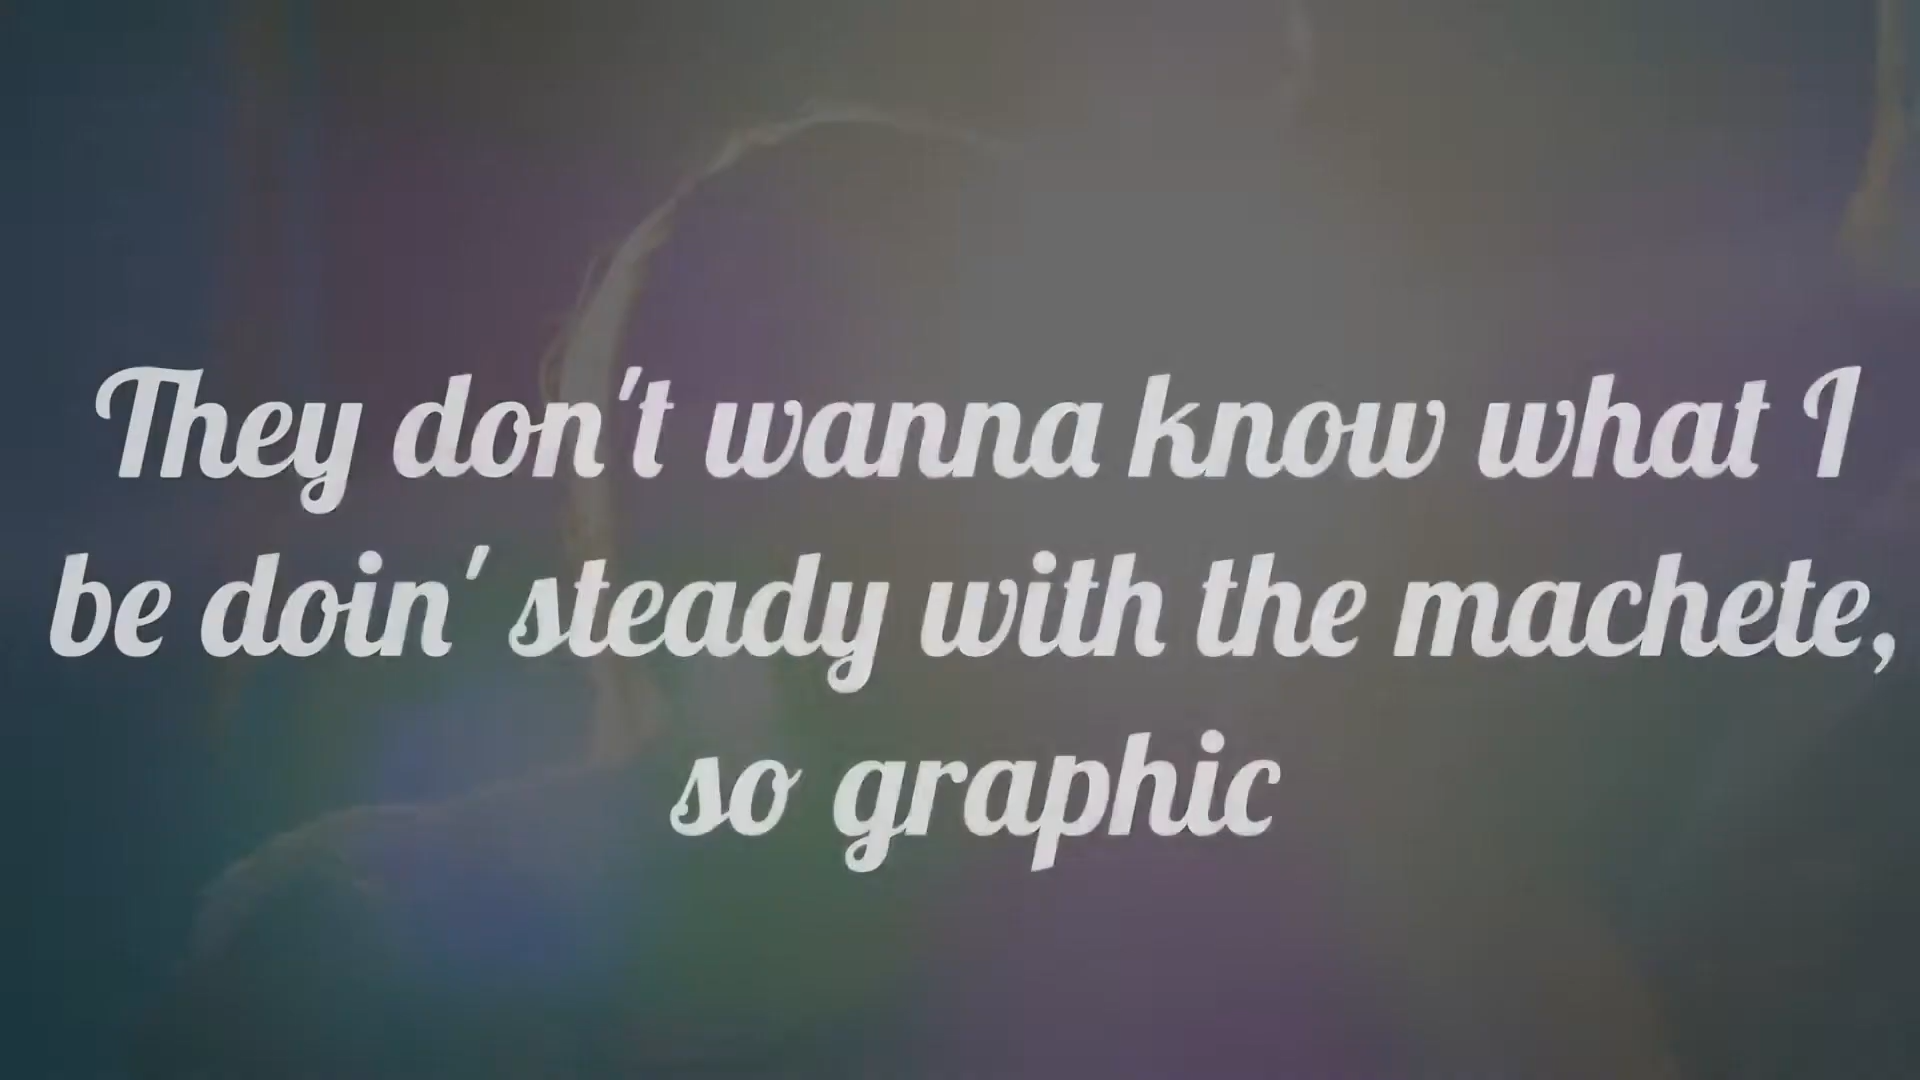 They don't wanna know what I
be doin' steady with the machete,
so graphic